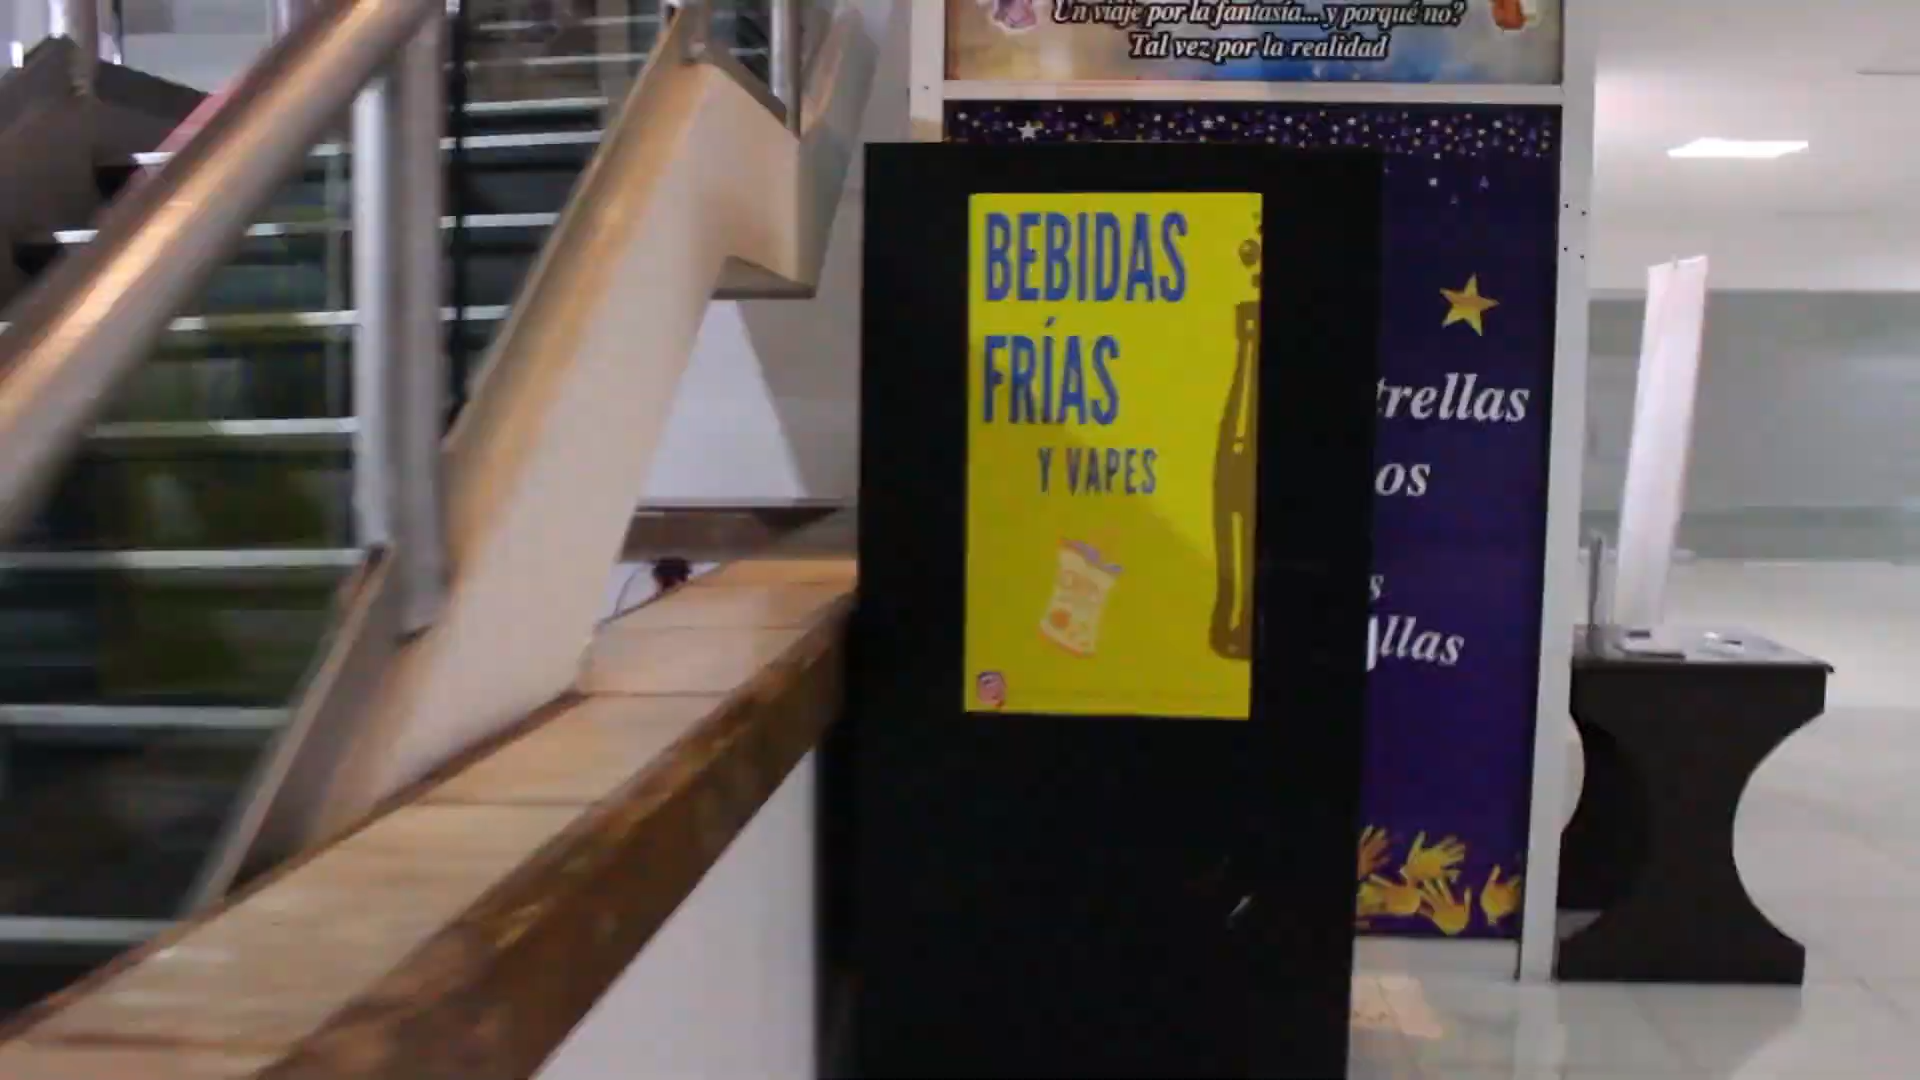 Un viaje por la fantasía... y porqué no?
Tal vez por la realidad
BEBIDAS
FRÍAS
Y VAPES
trellas
os
s
llas